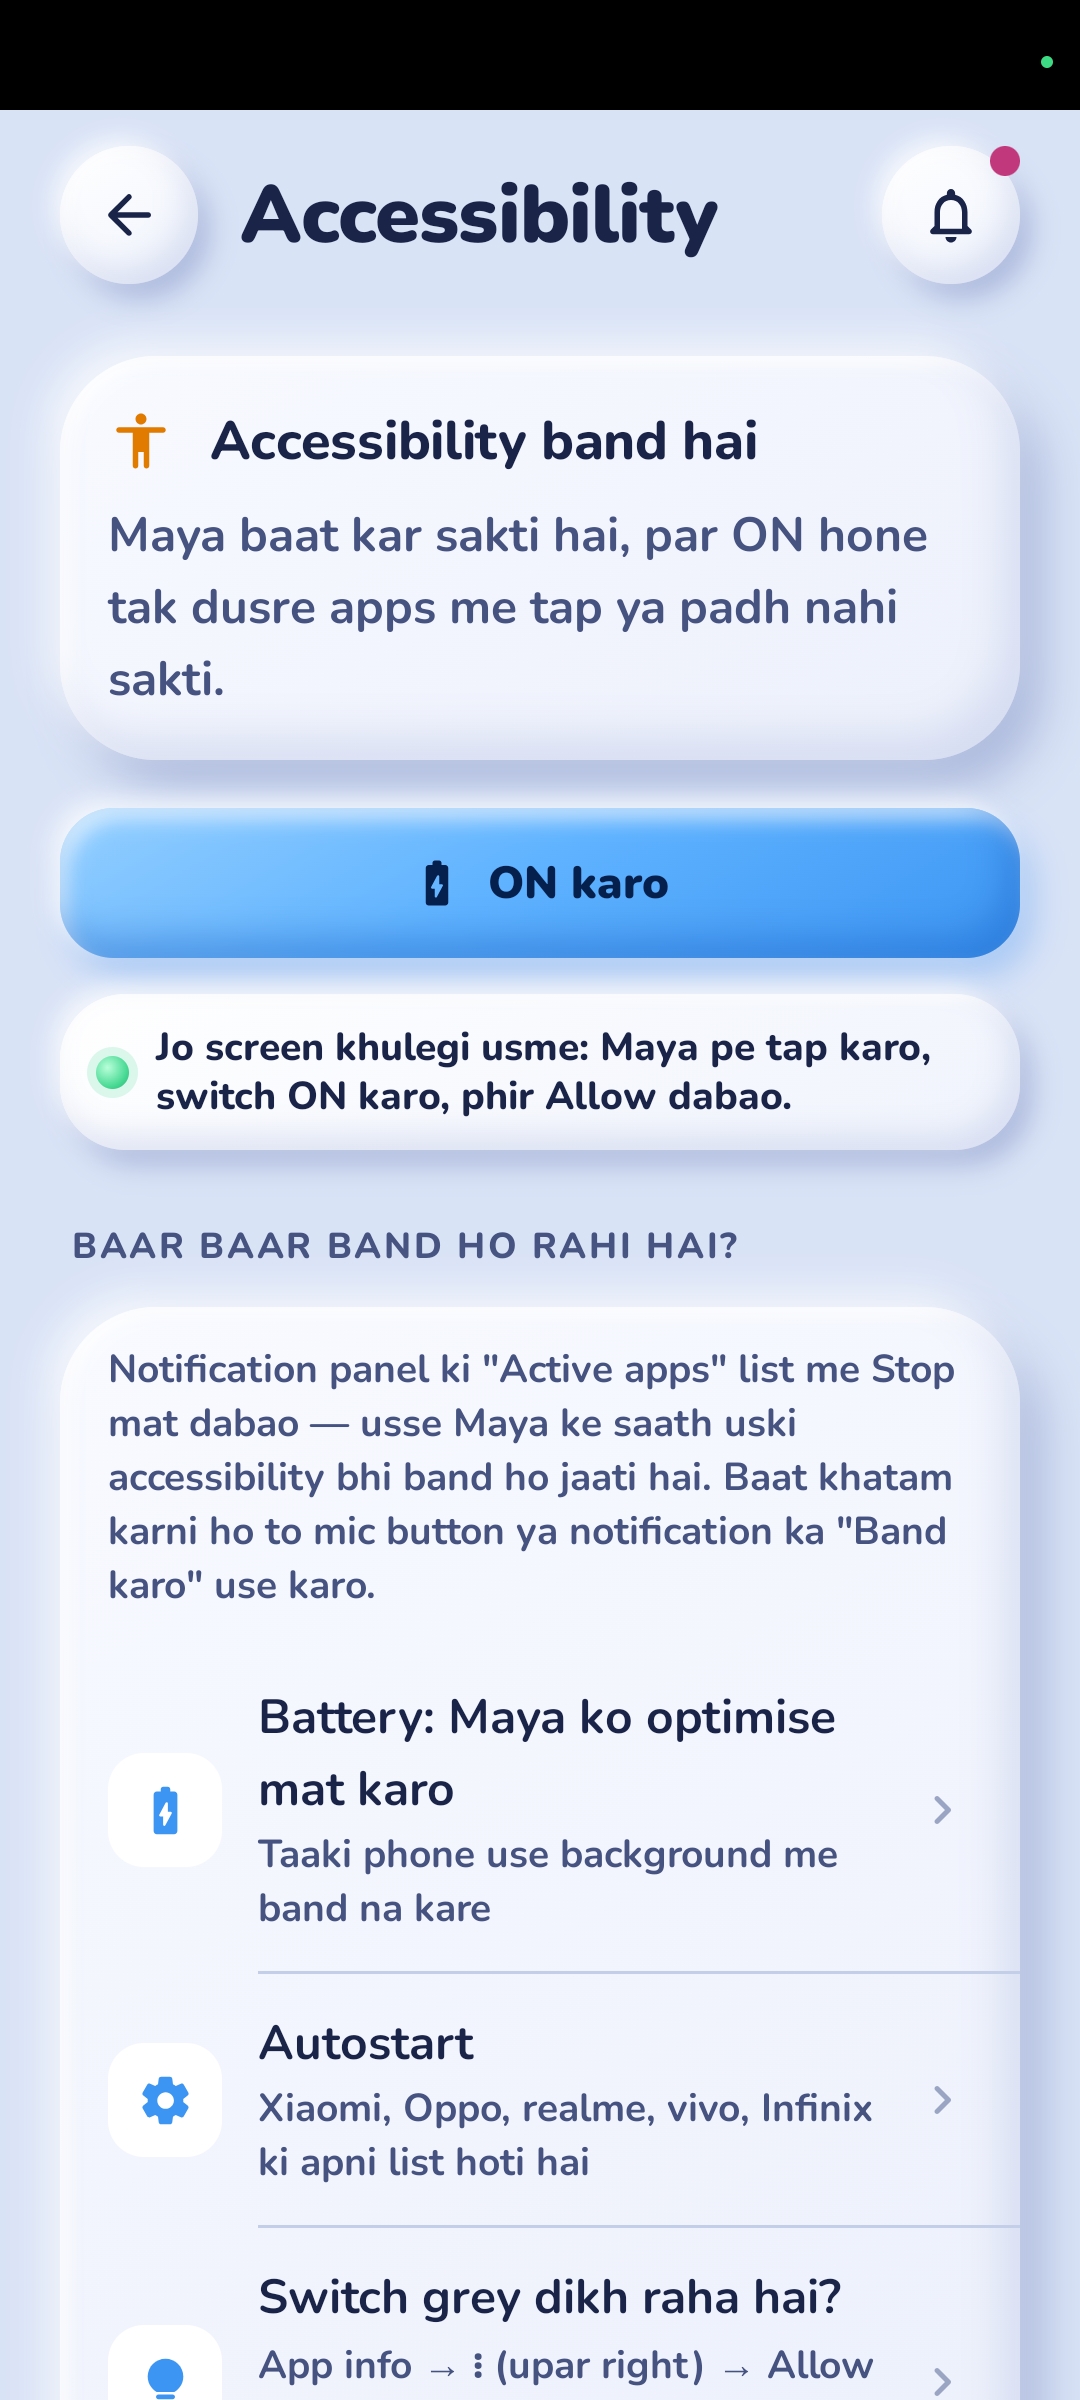 Accessibility
Accessibility band hai
Maya baat kar sakti hai, par ON hone
tak dusre apps me tap ya padh nahi
sakti.
ON karo
Jo screen khulegi usme: Maya pe tap karo,
switch ON karo, phir Allow dabao.
BAAR BAAR BAND HO RAHI HAI?
Notification panel ki "Active apps" list me Stop
mat dabao — usse Maya ke saath uski
accessibility bhi band ho jaati hai. Baat khatam
karni ho to mic button ya notification ka "Band
karo" use karo.
Battery: Maya ko optimise
mat karo
Taaki phone use background me
band na kare
Autostart
Xiaomi, Oppo, realme, vivo, Infinix
ki apni list hoti hai
Switch grey dikh raha hai?
App info → ⋮ (upar right) → Allow